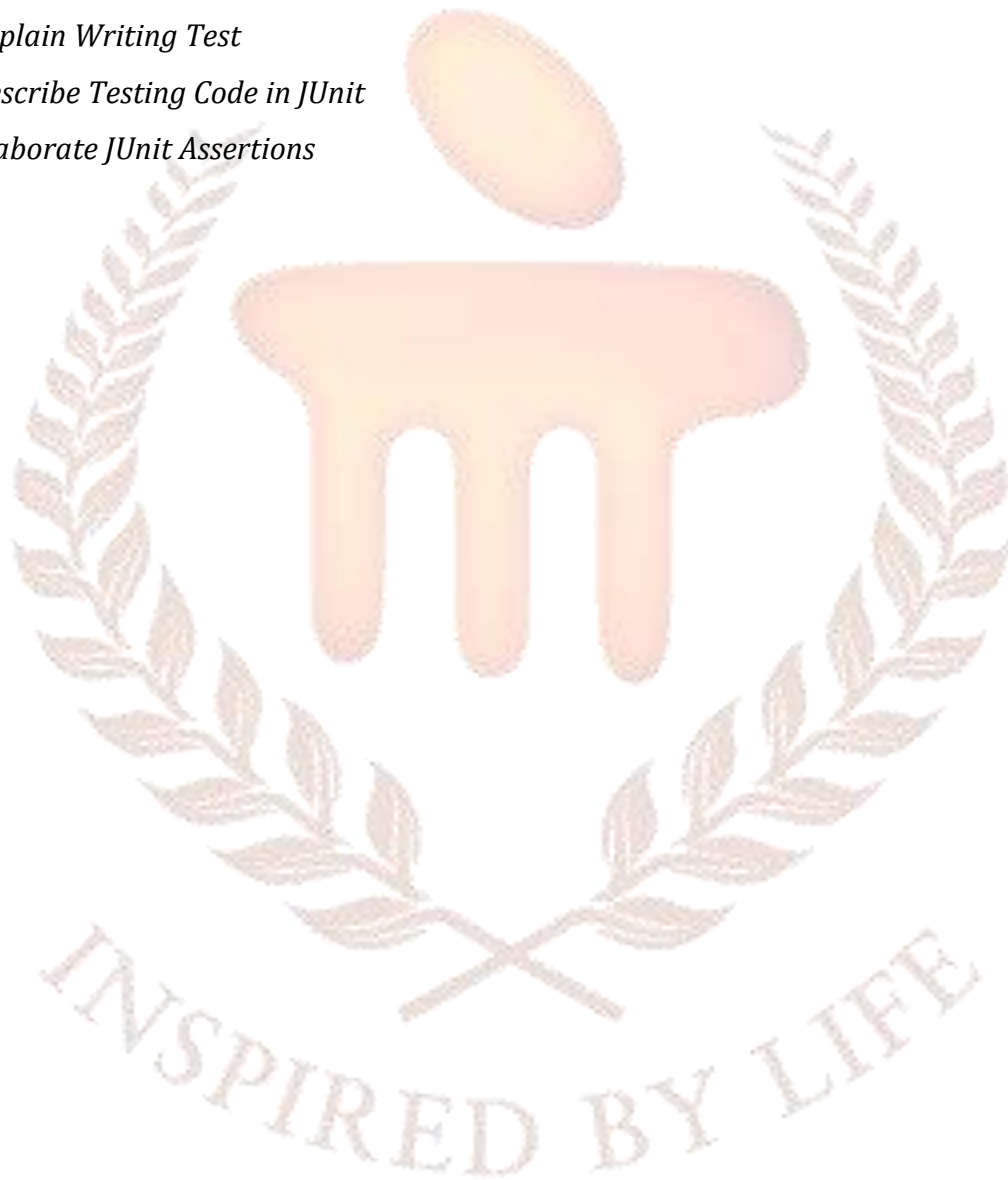 plain Writing Test
scribe Testing Code in JUnit
aborate JUnit Assertions
INSPIRED BY LIFE